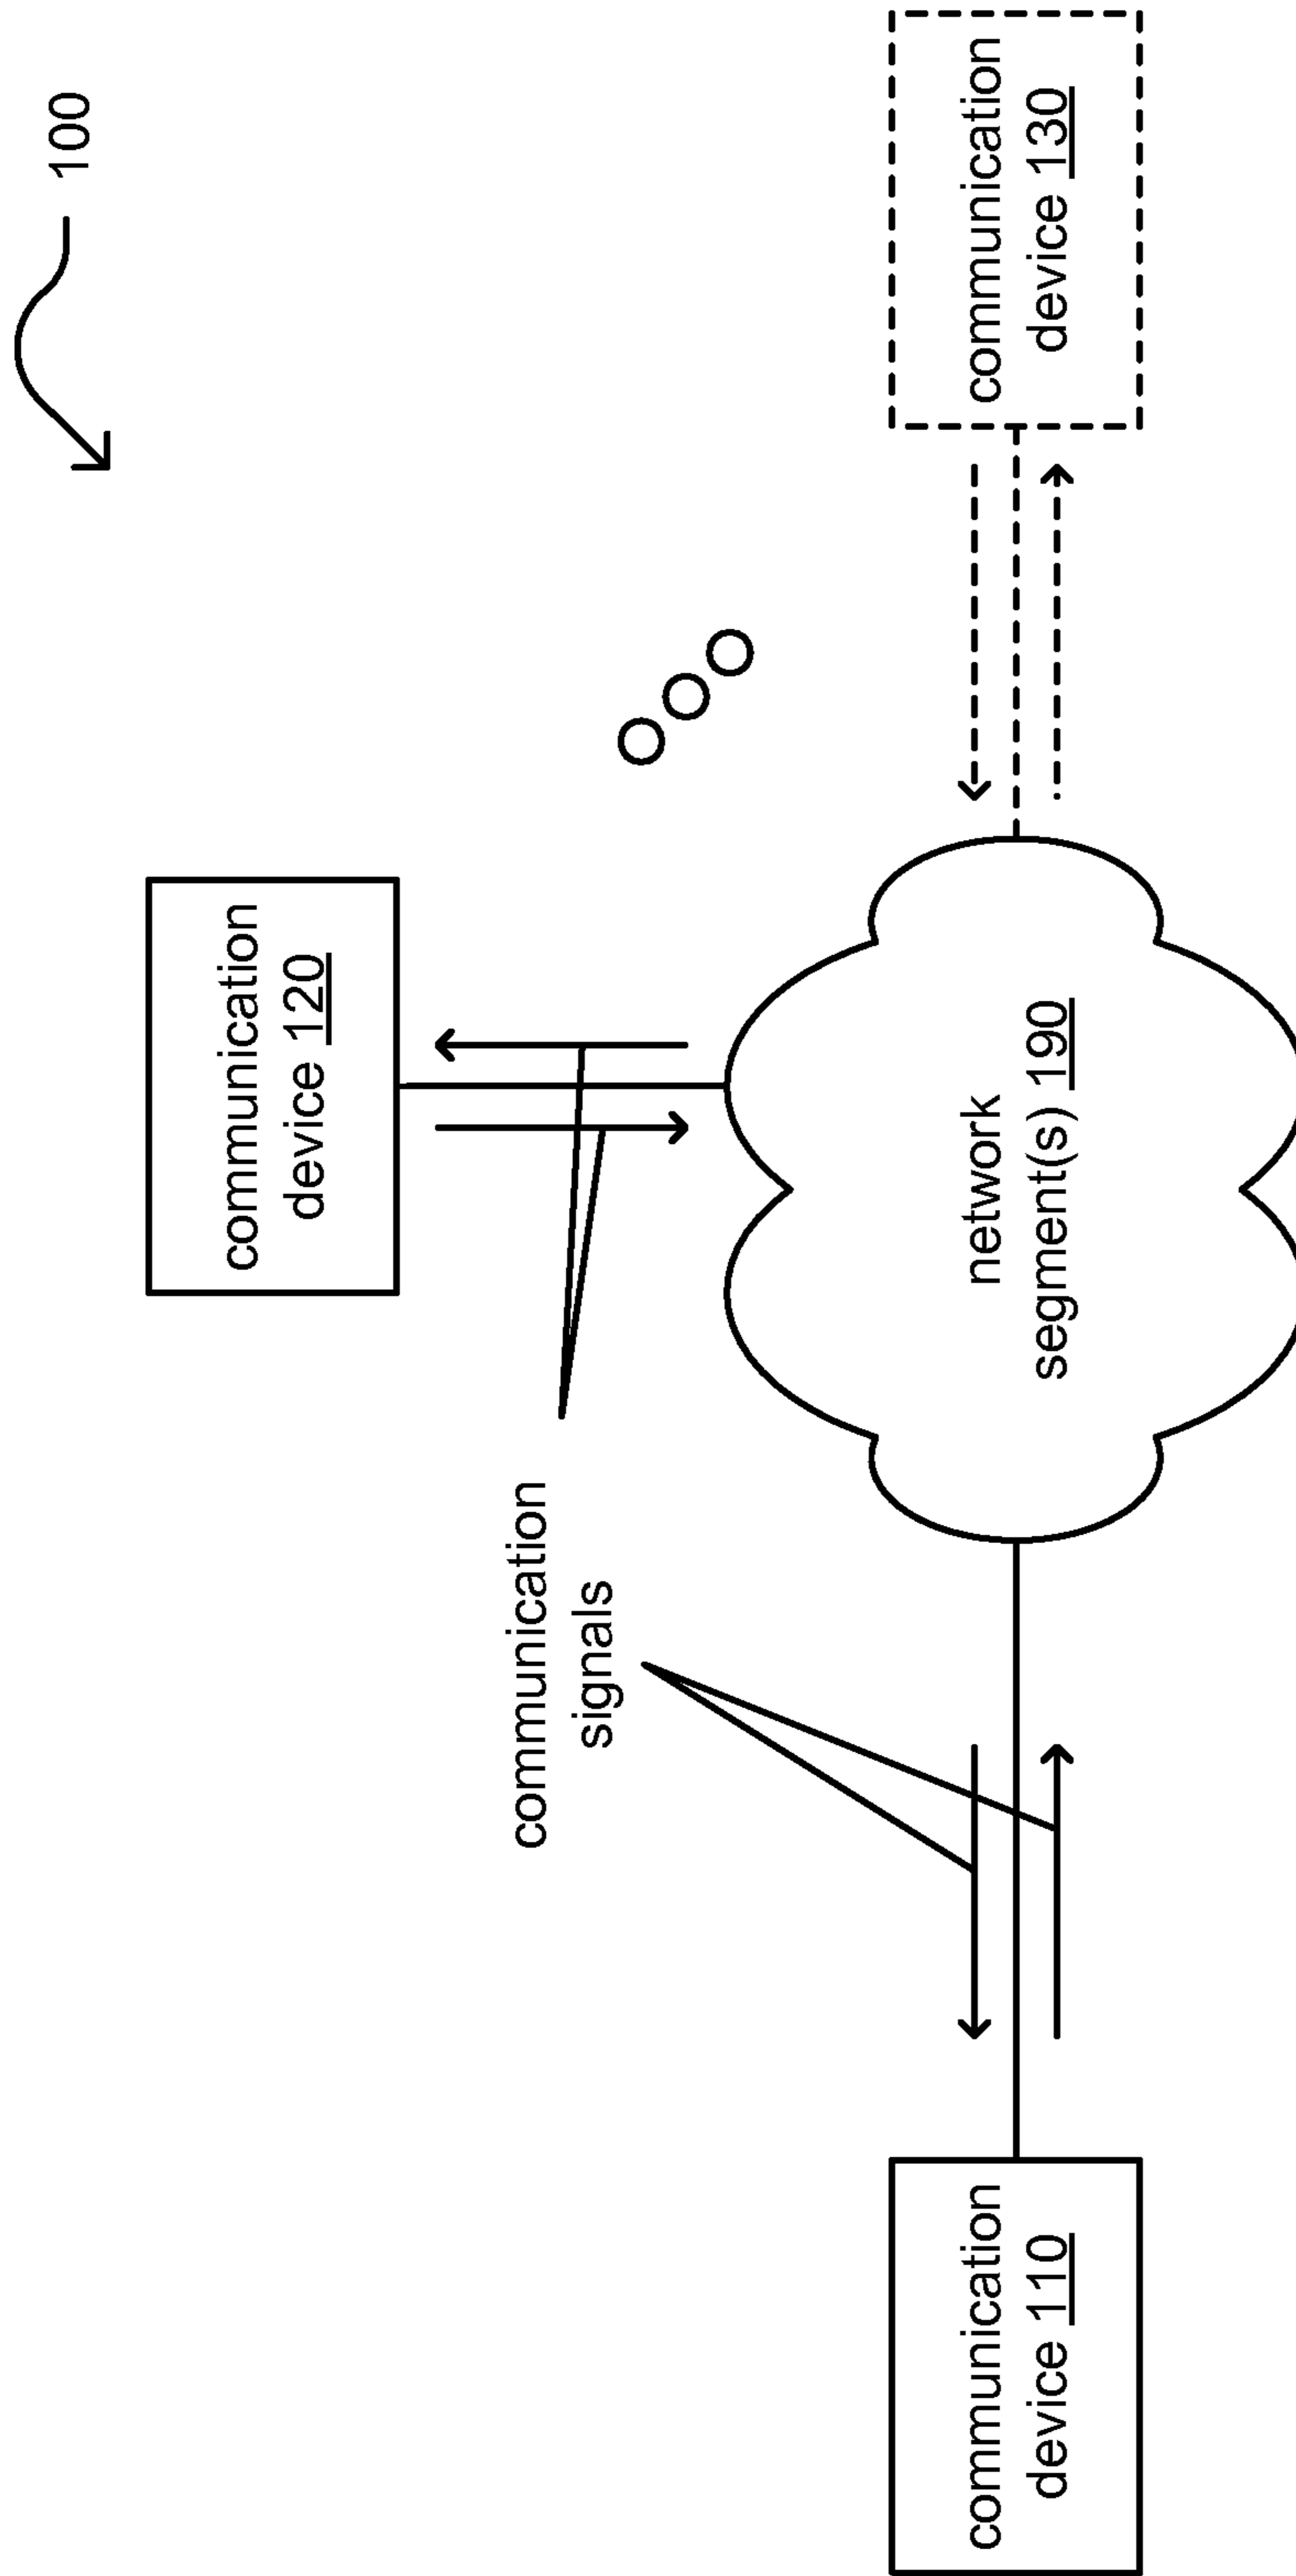 100
communication
device 120
communication
signals
communication
device 110
network
segment(s) 190
communication
device 130